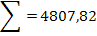 ∑ = 4807,82